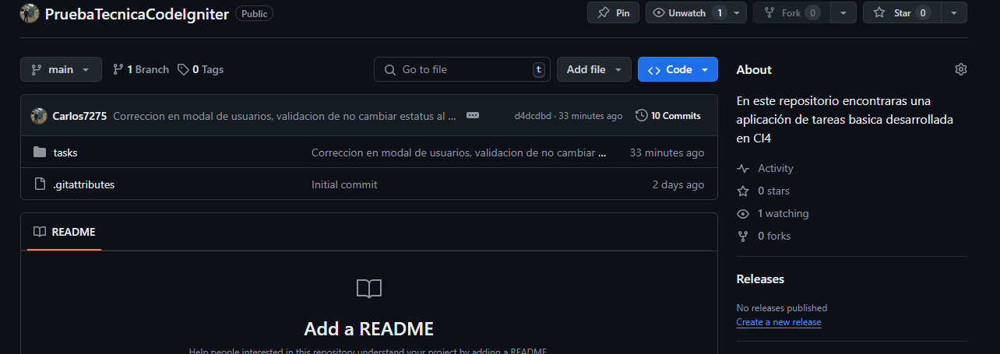 PruebaTecnicaCodeIgniter Public Pin Unwatch 1 Fork 0 Star 0
main 1 Branch 0 Tags Go to file t Add file Code
Carlos7275 Correccion en modal de usuarios, validacion de no cambiar estatus al ... d4dcdbd · 33 minutes ago 10 Commits
tasks Correccion en modal de usuarios, validacion de no cambiar ... 33 minutes ago
.gitattributes Initial commit 2 days ago
README
Add a README
Help people interested in this repository understand your project by adding a README.
About
En este repositorio encontraras una
aplicación de tareas basica desarrollada
en CI4
Activity
0 stars
1 watching
0 forks
Releases
No releases published
Create a new release